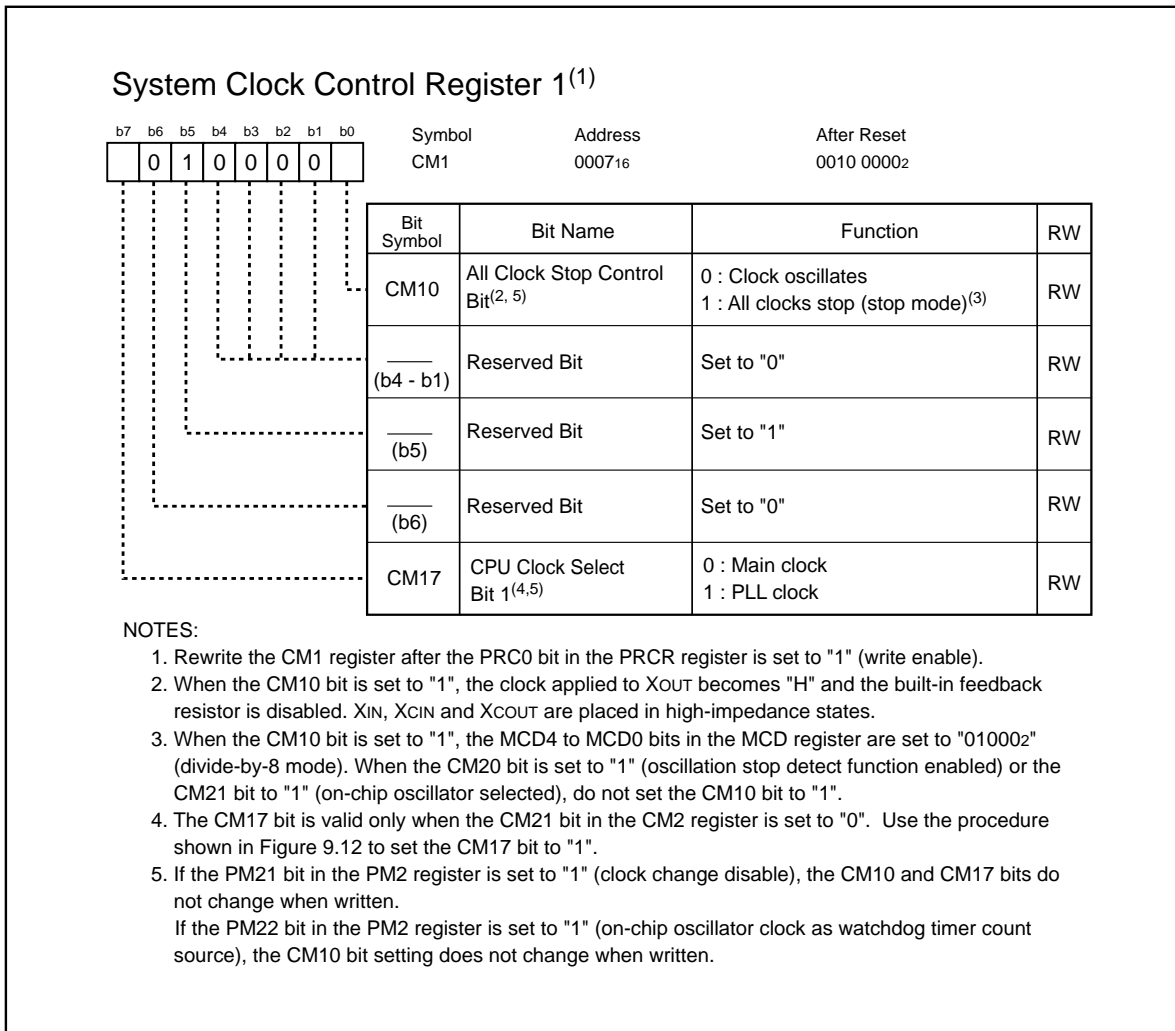 System Clock Control Register 1(1)
b7 b6 b5 b4 b3 b2 b1 b0
Symbol Address After Reset
0 1 0 0 0 0
CM1 000716 0010 00002
Bit Symbol Bit Name Function RW
CM10 All Clock Stop Control Bit(2, 5) 0 : Clock oscillates
1 : All clocks stop (stop mode)(3) RW
(b4 - b1) Reserved Bit Set to "0" RW
(b5) Reserved Bit Set to "1" RW
(b6) Reserved Bit Set to "0" RW
CM17 CPU Clock Select Bit 1(4,5) 0 : Main clock
1 : PLL clock RW
NOTES:
1. Rewrite the CM1 register after the PRC0 bit in the PRCR register is set to "1" (write enable).
2. When the CM10 bit is set to "1", the clock applied to XOUT becomes "H" and the built-in feedback
resistor is disabled. XIN, XCIN and XCOUT are placed in high-impedance states.
3. When the CM10 bit is set to "1", the MCD4 to MCD0 bits in the MCD register are set to "010002"
(divide-by-8 mode). When the CM20 bit is set to "1" (oscillation stop detect function enabled) or the
CM21 bit to "1" (on-chip oscillator selected), do not set the CM10 bit to "1".
4. The CM17 bit is valid only when the CM21 bit in the CM2 register is set to "0". Use the procedure
shown in Figure 9.12 to set the CM17 bit to "1".
5. If the PM21 bit in the PM2 register is set to "1" (clock change disable), the CM10 and CM17 bits do
not change when written.
If the PM22 bit in the PM2 register is set to "1" (on-chip oscillator clock as watchdog timer count
source), the CM10 bit setting does not change when written.